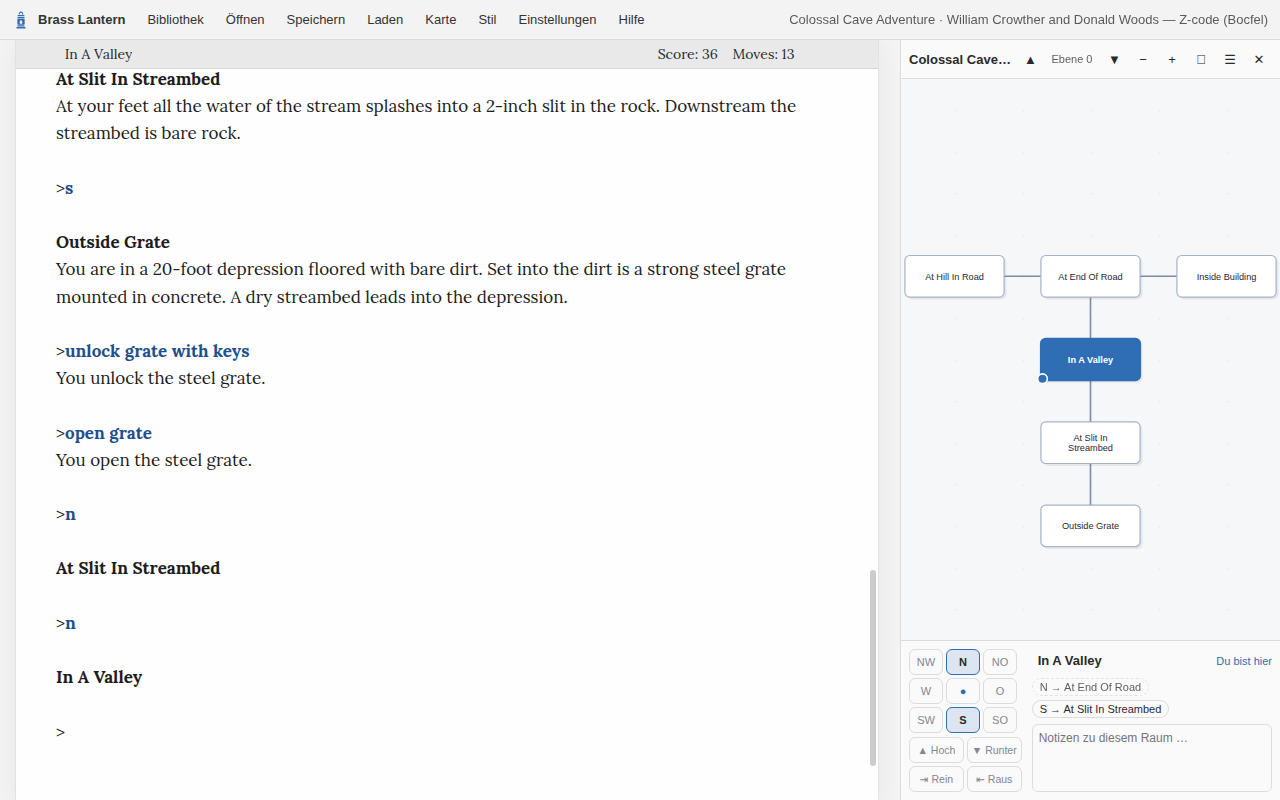 Brass Lantern Bibliothek Öffnen Speichern Laden Karte Stil Einstellungen Hilfe Colossal Cave Adventure · William Crowther and Donald Woods — Z-code (Bocfel)
In A Valley Score: 36 Moves: 13
At Slit In Streambed
At your feet all the water of the stream splashes into a 2-inch slit in the rock. Downstream the
streambed is bare rock.
>s
Outside Grate
You are in a 20-foot depression floored with bare dirt. Set into the dirt is a strong steel grate
mounted in concrete. A dry streambed leads into the depression.
>unlock grate with keys
You unlock the steel grate.
>open grate
You open the steel grate.
>n
At Slit In Streambed
>n
In A Valley
>
Colossal Cave… ▲ Ebene 0 ▼ − + ☰ ✕
At Hill In Road At End Of Road Inside Building
In A Valley
At Slit In
Streambed
Outside Grate
NW N NO
W ● O
SW S SO
▲ Hoch ▼ Runter
⇥ Rein ⇤ Raus
In A Valley Du bist hier
N → At End Of Road
S → At Slit In Streambed
Notizen zu diesem Raum …